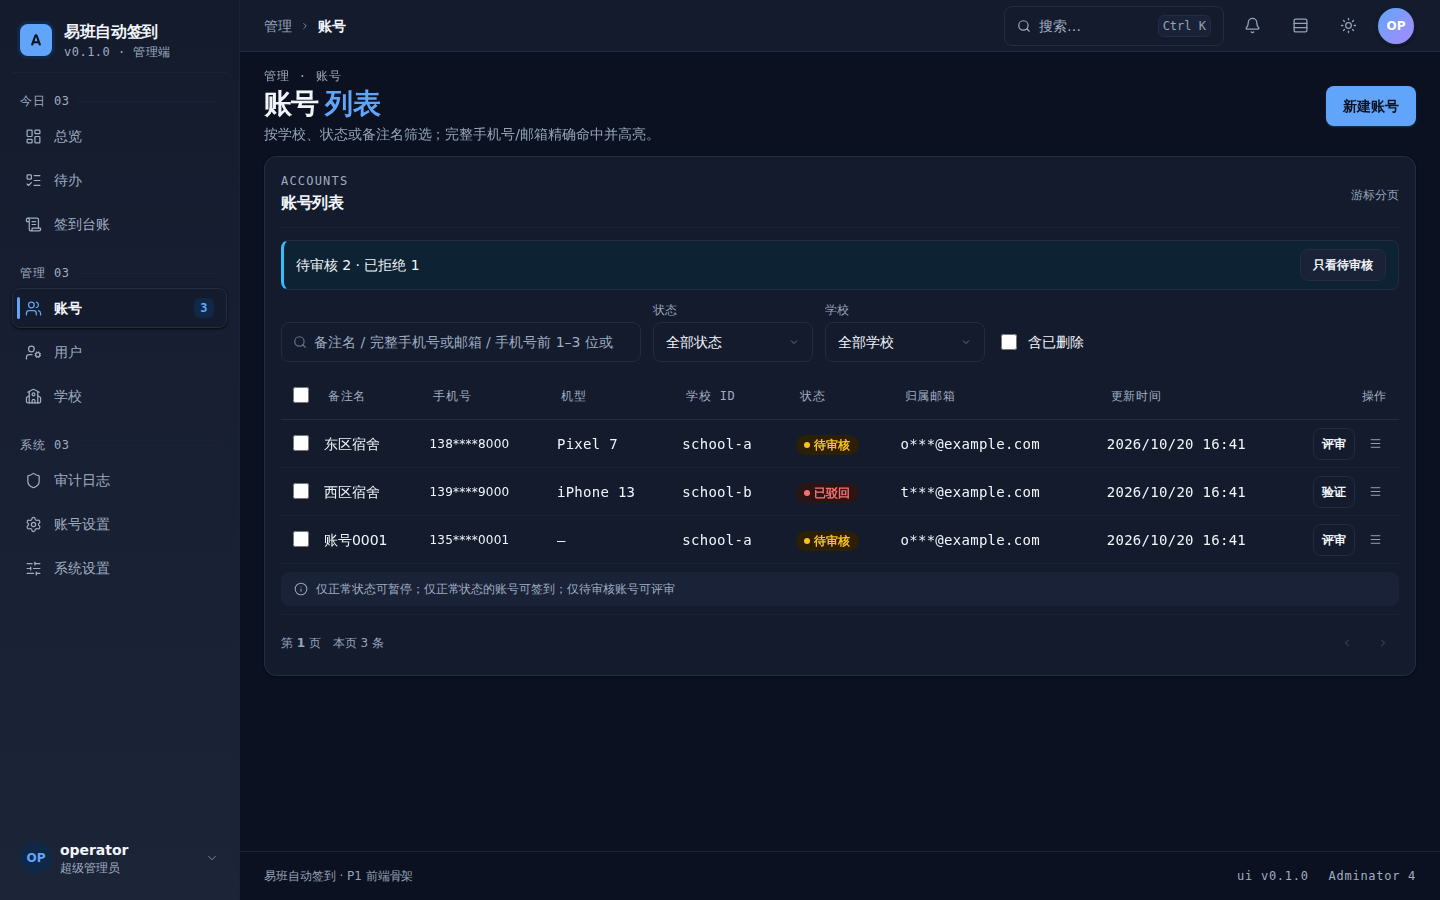 易班自动签到
v0.1.0 · 管理端
今日 03
总览
待办
签到台账
管理 03
账号 3
用户
学校
系统 03
审计日志
账号设置
系统设置
OP
operator
超级管理员
管理 › 账号
搜索… Ctrl K
OP
管理 · 账号
账号 列表
按学校、状态或备注名筛选；完整手机号/邮箱精确命中并高亮。
新建账号
ACCOUNTS
账号列表
游标分页
待审核 2 · 已拒绝 1
只看待审核
状态
学校
备注名 / 完整手机号或邮箱 / 手机号前 1–3 位或
全部状态
全部学校
含已删除
备注名 手机号 机型 学校 ID 状态 归属邮箱 更新时间 操作
东区宿舍 138****8000 Pixel 7 school-a 待审核 o***@example.com 2026/10/20 16:41 评审
西区宿舍 139****9000 iPhone 13 school-b 已驳回 t***@example.com 2026/10/20 16:41 验证
账号0001 135****0001 — school-a 待审核 o***@example.com 2026/10/20 16:41 评审
仅正常状态可暂停；仅正常状态的账号可签到；仅待审核账号可评审
第 1 页 本页 3 条
易班自动签到 · P1 前端骨架
ui v0.1.0 Adminator 4